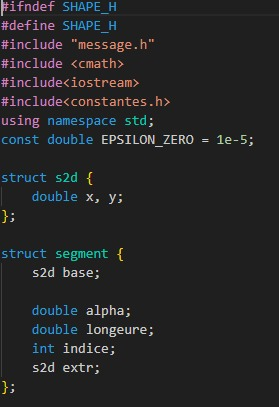 #ifndef SHAPE_H
#define SHAPE_H
#include "message.h"
#include <cmath>
#include<iostream>
#include<constantes.h>
using namespace std;
const double EPSILON_ZERO = 1e-5;
struct s2d {
double x, y;
};
struct segment {
s2d base;
double alpha;
double longeure;
int indice;
s2d extr;
};